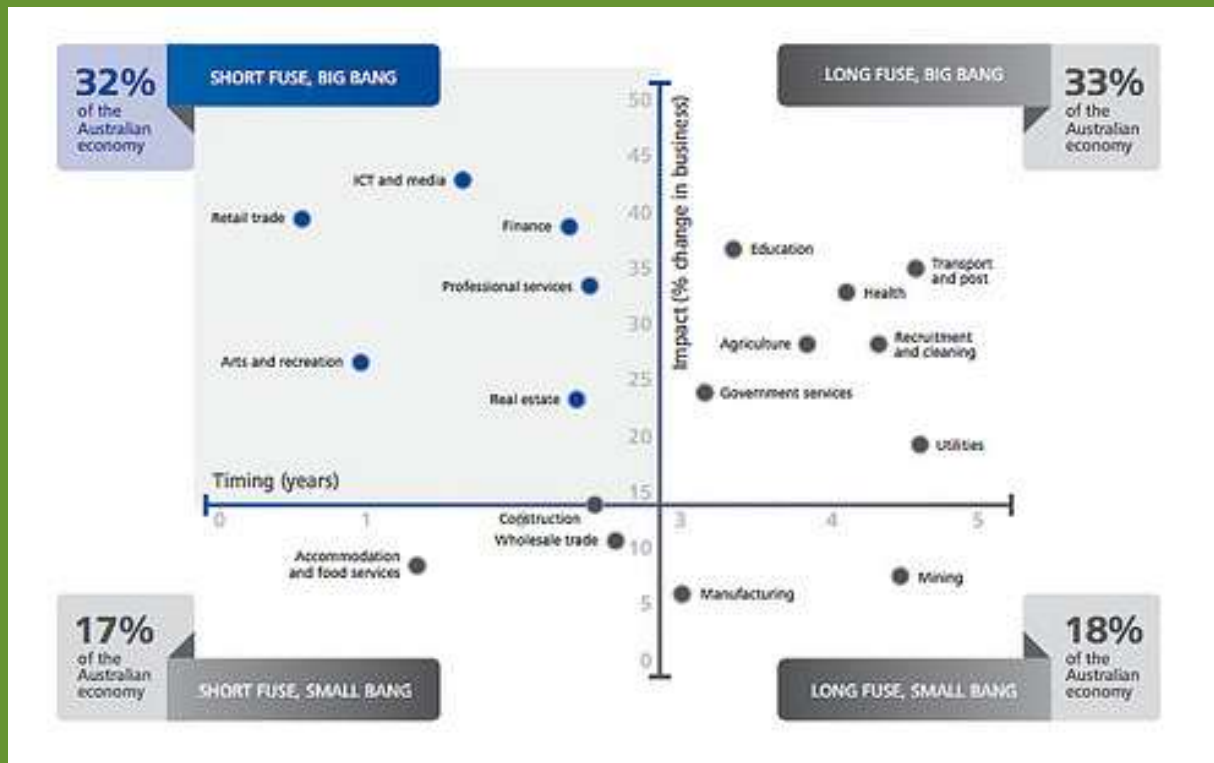 32%
of the
Australian
economy
SHORT FUSE, BIG BANG
LONG FUSE, BIG BANG
33%
of the
Australian
economy
50
45
40
35
30
25
20
15
10
5
0
Impact (% change in business)
ICT and media
Retail trade
Finance
Professional services
Arts and recreation
Real estate
Education
Transport
and post
Health
Agriculture
Recruitment
and cleaning
Government services
Utilities
Timing (years)
0
1
3
4
5
Construction
Wholesale trade
Accommodation
and food services
Manufacturing
Mining
17%
of the
Australian
economy
SHORT FUSE, SMALL BANG
LONG FUSE, SMALL BANG
18%
of the
Australian
economy